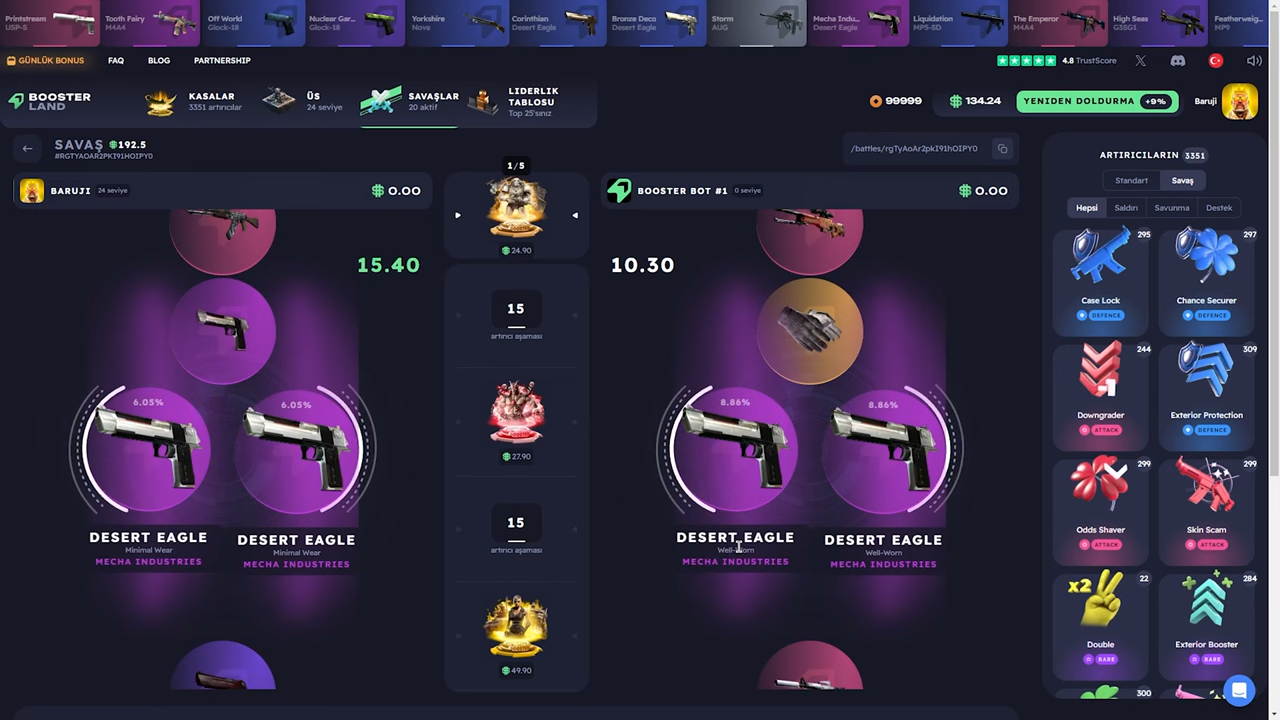 Printstream
USP-S
Tooth Fairy
M4A4
Off World
Glock-18
Nuclear Gar...
Glock-18
Yorkshire
Nova
Corinthian
Desert Eagle
Bronze Deco
Desert Eagle
Storm
AUG
Mecha Indu...
Desert Eagle
Liquidation
MP5-SD
The Emperor
M4A4
High Seas
G3SG1
Featherweig...
MP9
GÜNLÜK BONUS
FAQ
BLOG
PARTNERSHIP
4.8 TrustScore
BOOSTER
LAND
KASALAR
3351 artırıcılar
ÜS
24 seviye
SAVAŞLAR
20 aktif
LIDERLIK
TABLOSU
Top 25'sınız
99999
134.24
YENIDEN DOLDURMA +9%
Baruji
SAVAŞ 192.5
#RGTYAOAR2PKI91HOIPY0
/battles/rgTyAoAr2pkI91hOIPY0
1/5
BARUJI 24 seviye
0.00
BOOSTER BOT #1 0 seviye
0.00
24.90
15.40
10.30
15
artırıcı aşaması
27.90
15
artırıcı aşaması
49.90
6.05%
6.05%
DESERT EAGLE
Minimal Wear
MECHA INDUSTRIES
DESERT EAGLE
Minimal Wear
MECHA INDUSTRIES
8.86%
8.86%
DESERT EAGLE
Well-Worn
MECHA INDUSTRIES
DESERT EAGLE
Well-Worn
MECHA INDUSTRIES
ARTIRICILARIN 3351
Standart
Savaş
Hepsi
Saldırı
Savunma
Destek
295
Case Lock
DEFENCE
297
Chance Securer
DEFENCE
244
Downgrader
ATTACK
309
Exterior Protection
DEFENCE
299
Odds Shaver
ATTACK
299
Skin Scam
ATTACK
x2
22
Double
RARE
284
Exterior Booster
RARE
300